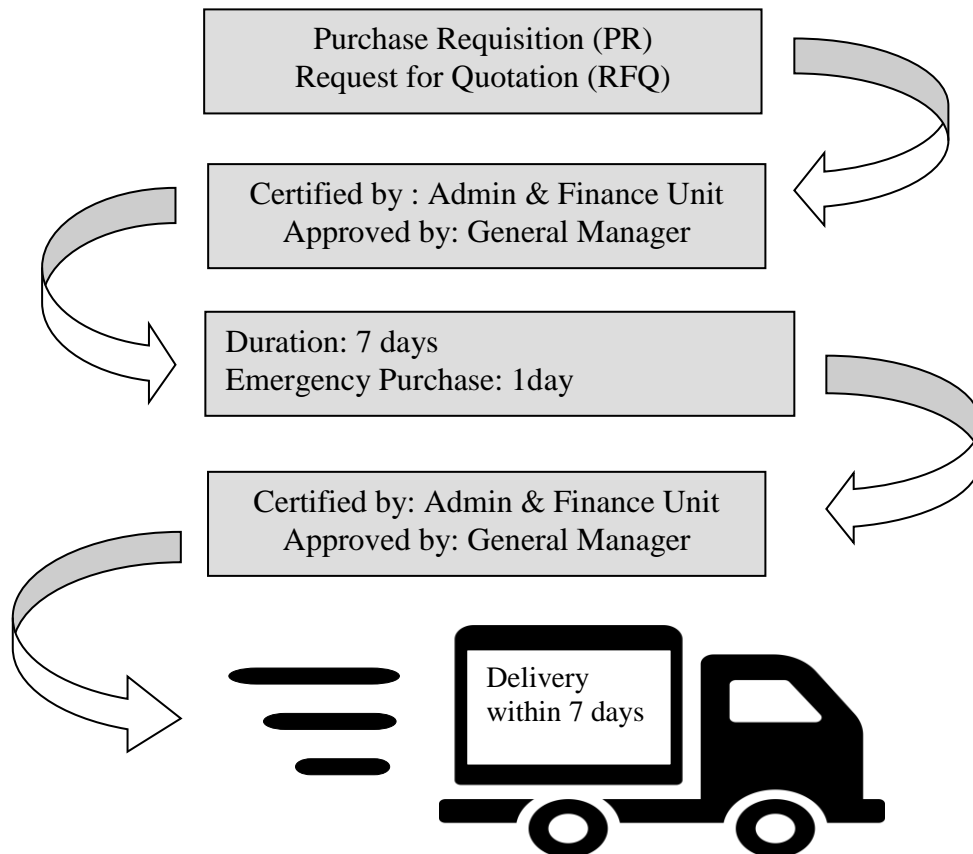 Purchase Requisition (PR)
Request for Quotation (RFQ)
Certified by : Admin & Finance Unit
Approved by: General Manager
Duration: 7 days
Emergency Purchase: 1day
Certified by: Admin & Finance Unit
Approved by: General Manager
Delivery
within 7 days